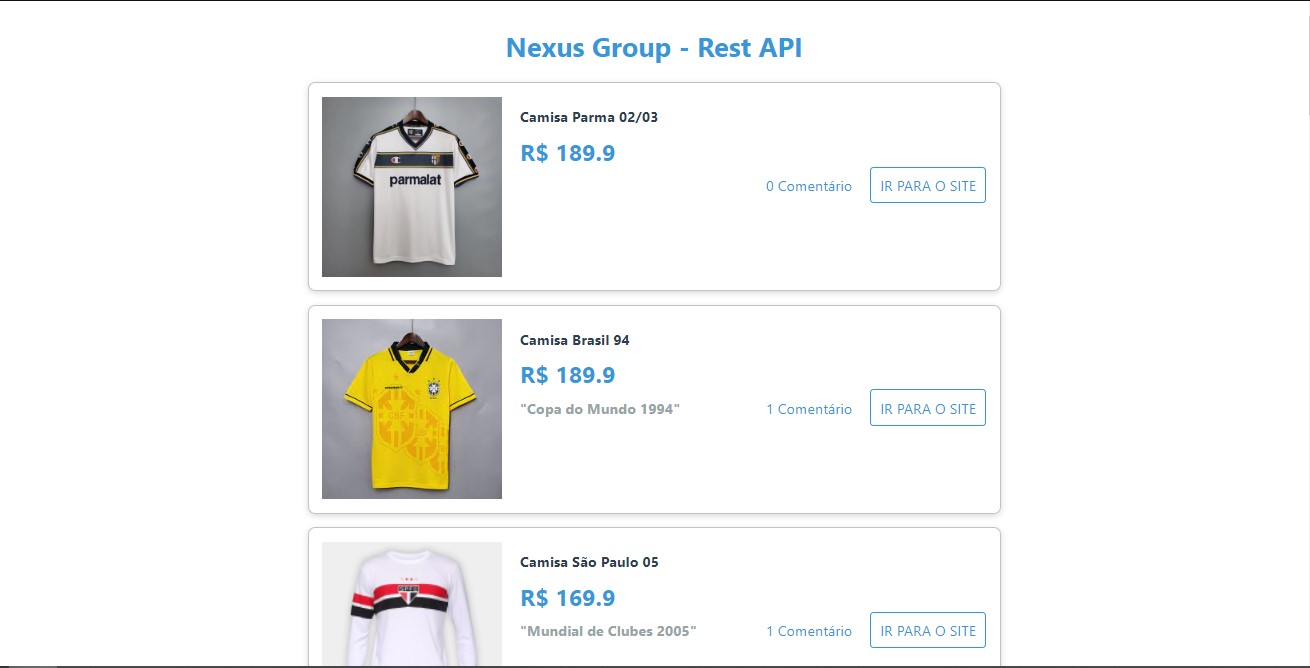 Nexus Group - Rest API
Camisa Parma 02/03
R$ 189.9
0 Comentário
IR PARA O SITE
parmalat
Camisa Brasil 94
R$ 189.9
"Copa do Mundo 1994"
1 Comentário
IR PARA O SITE
CBF
Camisa São Paulo 05
R$ 169.9
"Mundial de Clubes 2005"
1 Comentário
IR PARA O SITE
SPFC